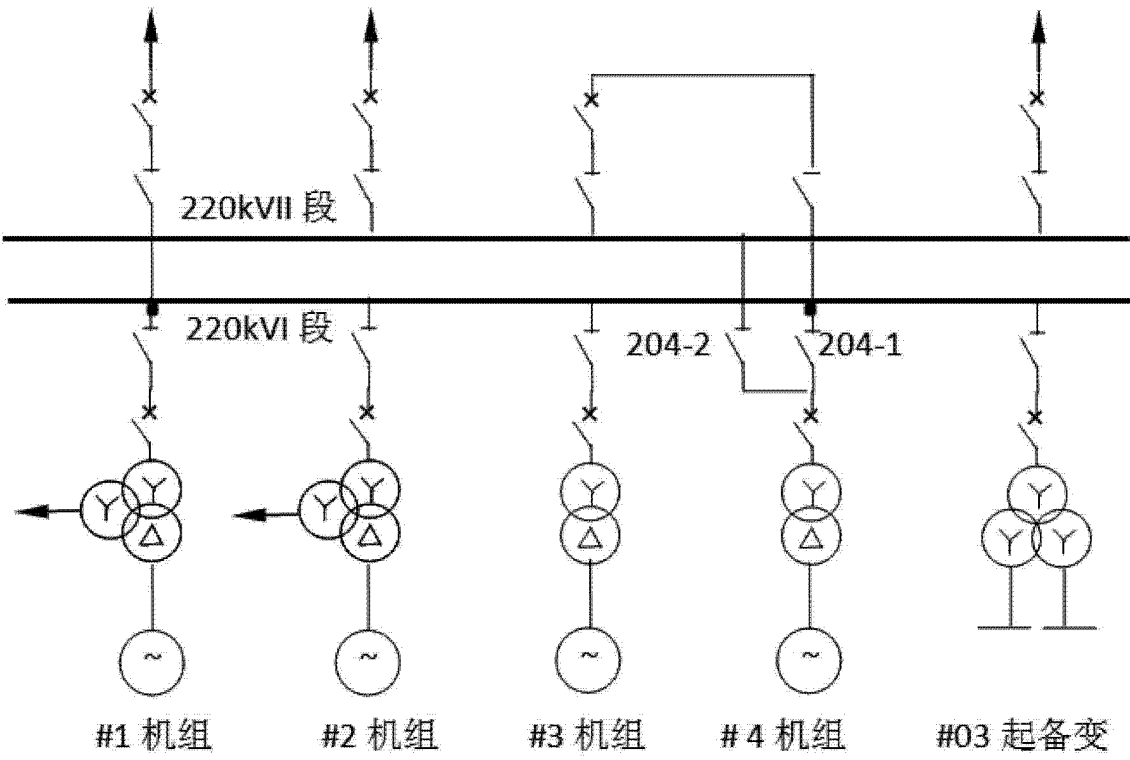 220kVII 段
220kVI 段
204-2
204-1
Y
Y
Y
Y
Y
Y
Y
Y
Y
△
△
△
△
~
~
~
~
#1 机组
#2 机组
#3 机组
# 4 机组
#03 起备变